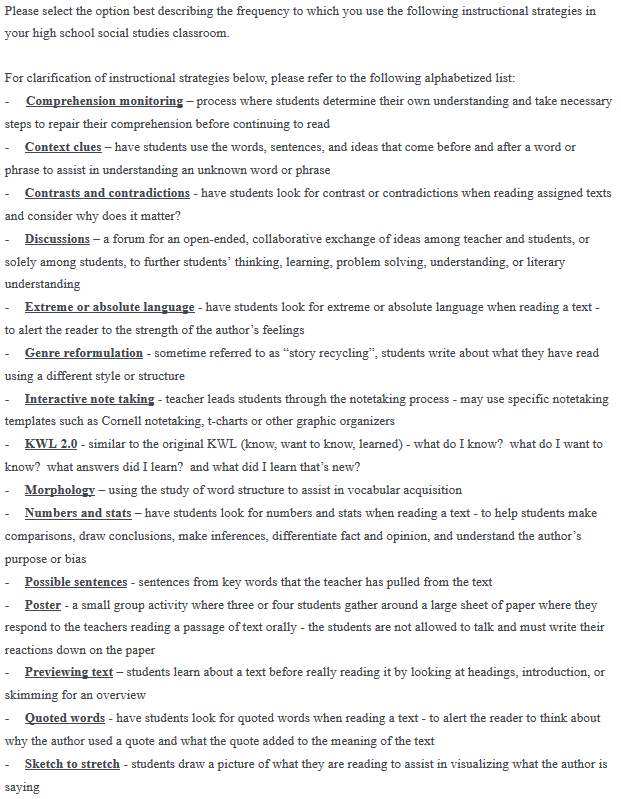 Please select the option best describing the frequency to which you use the following instructional strategies in
your high school social studies classroom.
For clarification of instructional strategies below, please refer to the following alphabetized list:
- Comprehension monitoring – process where students determine their own understanding and take necessary
steps to repair their comprehension before continuing to read
- Context clues – have students use the words, sentences, and ideas that come before and after a word or
phrase to assist in understanding an unknown word or phrase
- Contrasts and contradictions - have students look for contrast or contradictions when reading assigned texts
and consider why does it matter?
- Discussions – a forum for an open-ended, collaborative exchange of ideas among teacher and students, or
solely among students, to further students’ thinking, learning, problem solving, understanding, or literary
understanding
- Extreme or absolute language - have students look for extreme or absolute language when reading a text -
to alert the reader to the strength of the author’s feelings
- Genre reformulation - sometime referred to as “story recycling”, students write about what they have read
using a different style or structure
- Interactive note taking - teacher leads students through the notetaking process - may use specific notetaking
templates such as Cornell notetaking, t-charts or other graphic organizers
- KWL 2.0 - similar to the original KWL (know, want to know, learned) - what do I know? what do I want to
know? what answers did I learn? and what did I learn that’s new?
- Morphology – using the study of word structure to assist in vocabular acquisition
- Numbers and stats – have students look for numbers and stats when reading a text - to help students make
comparisons, draw conclusions, make inferences, differentiate fact and opinion, and understand the author’s
purpose or bias
- Possible sentences - sentences from key words that the teacher has pulled from the text
- Poster - a small group activity where three or four students gather around a large sheet of paper where they
respond to the teachers reading a passage of text orally - the students are not allowed to talk and must write their
reactions down on the paper
- Previewing text – students learn about a text before really reading it by looking at headings, introduction, or
skimming for an overview
- Quoted words - have students look for quoted words when reading a text - to alert the reader to think about
why the author used a quote and what the quote added to the meaning of the text
- Sketch to stretch - students draw a picture of what they are reading to assist in visualizing what the author is
saying